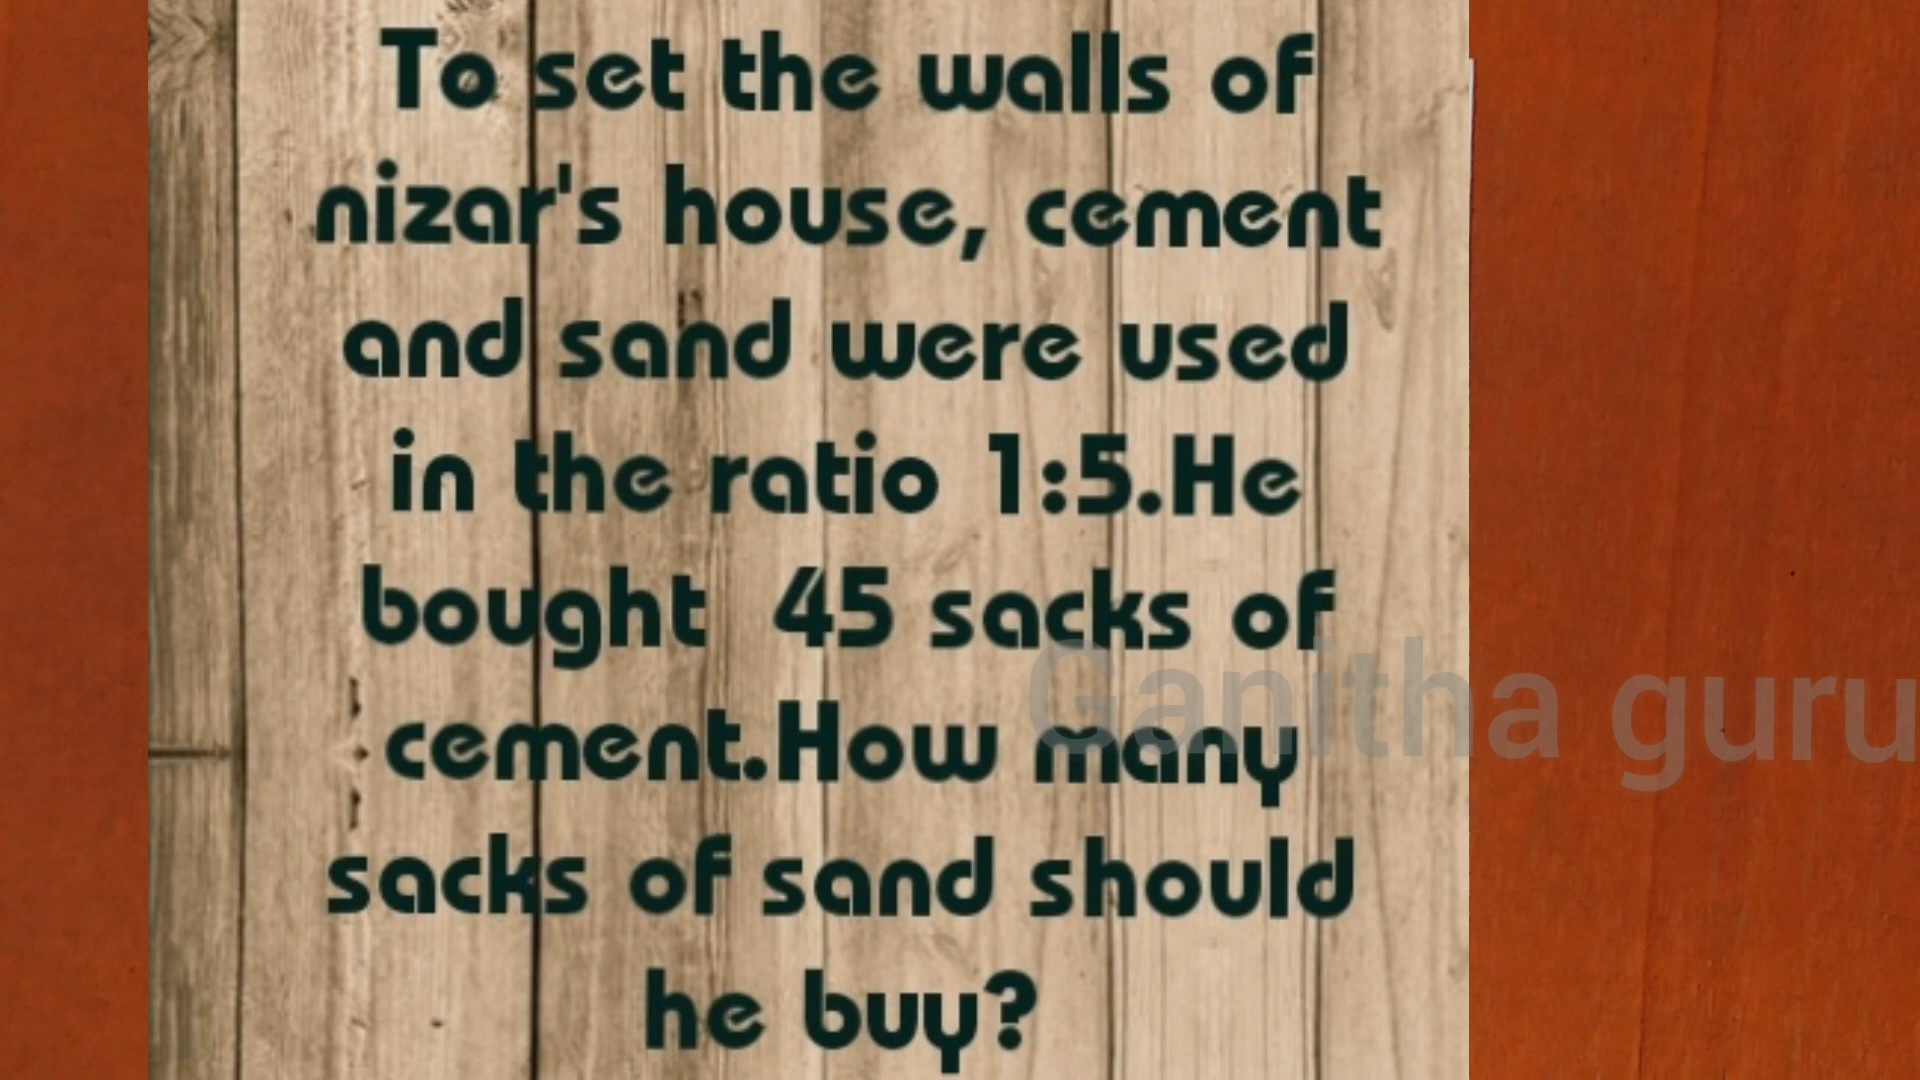 To set the walls of
nizar's house, cement
and sand were used
in the ratio 1:5.He
bought 45 sacks of
cement.How many
sacks of sand should
he buy?
Ganitha guru